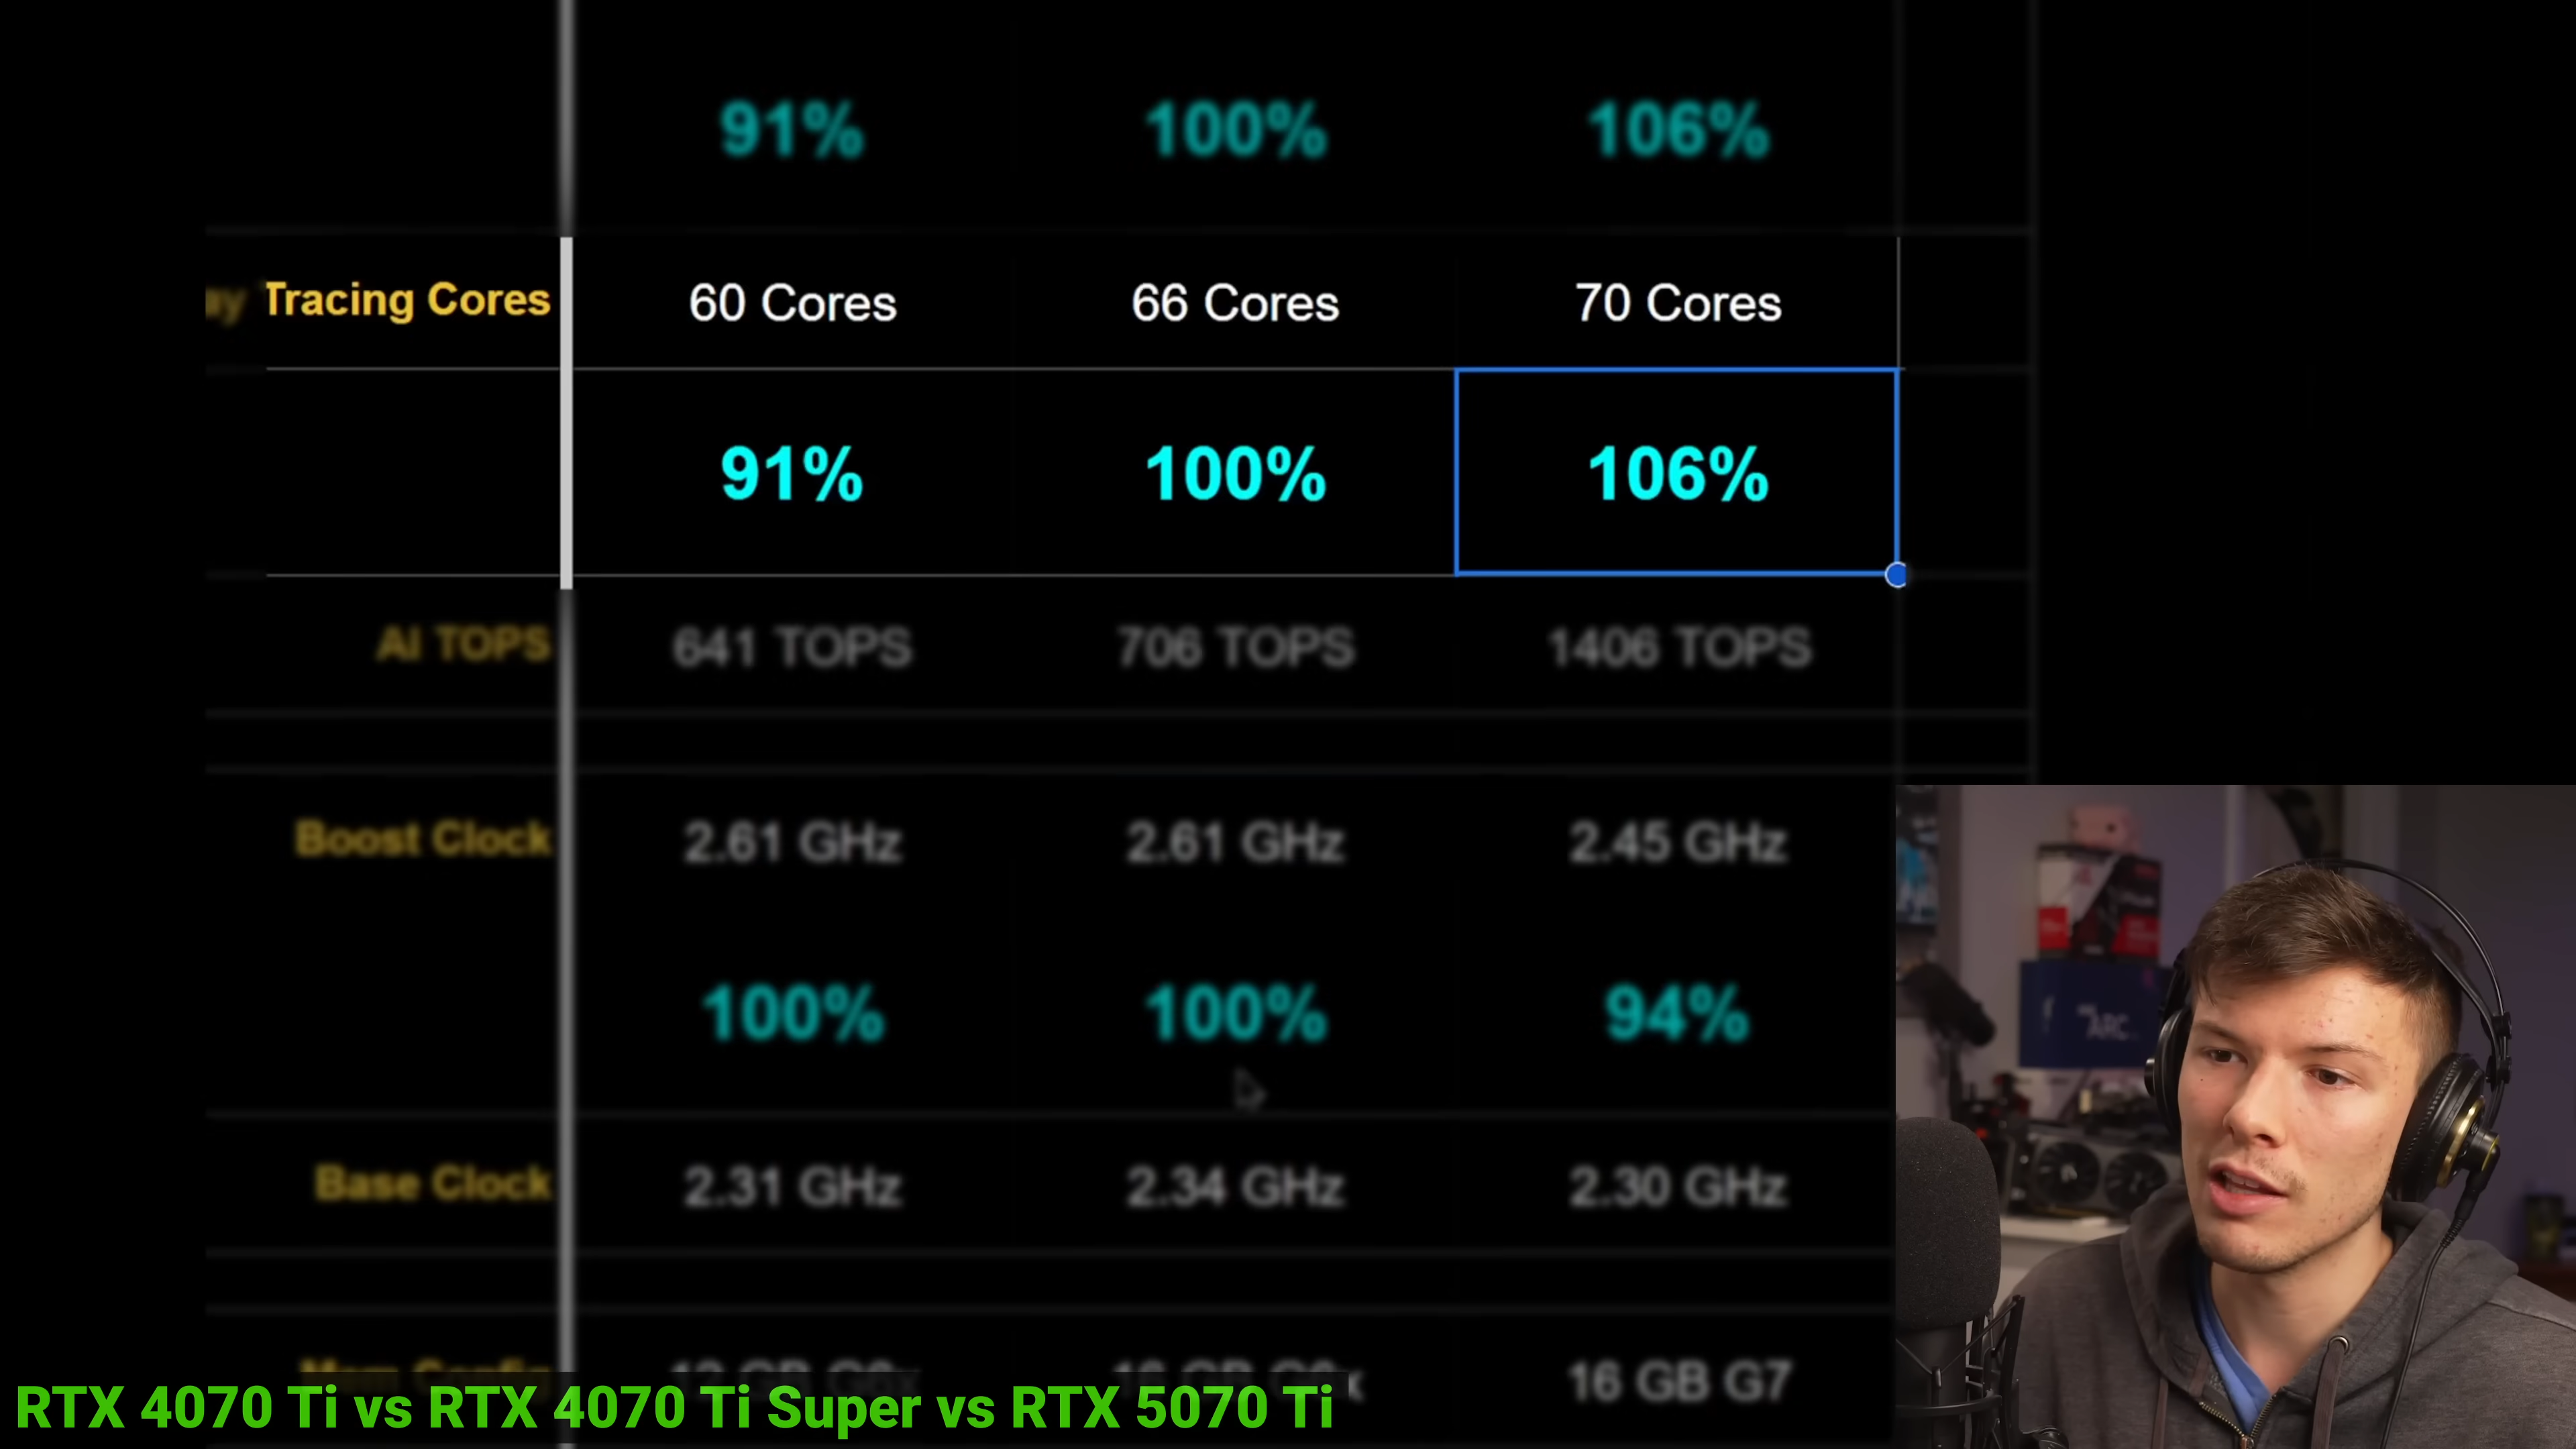 91% 100% 106%
ay Tracing Cores 60 Cores 66 Cores 70 Cores
91% 100% 106%
AI TOPS 641 TOPS 706 TOPS 1406 TOPS
Boost Clock 2.61 GHz 2.61 GHz 2.45 GHz
100% 100% 94%
Base Clock 2.31 GHz 2.34 GHz 2.30 GHz
16 GB G7
RTX 4070 Ti vs RTX 4070 Ti Super vs RTX 5070 Ti
ARC